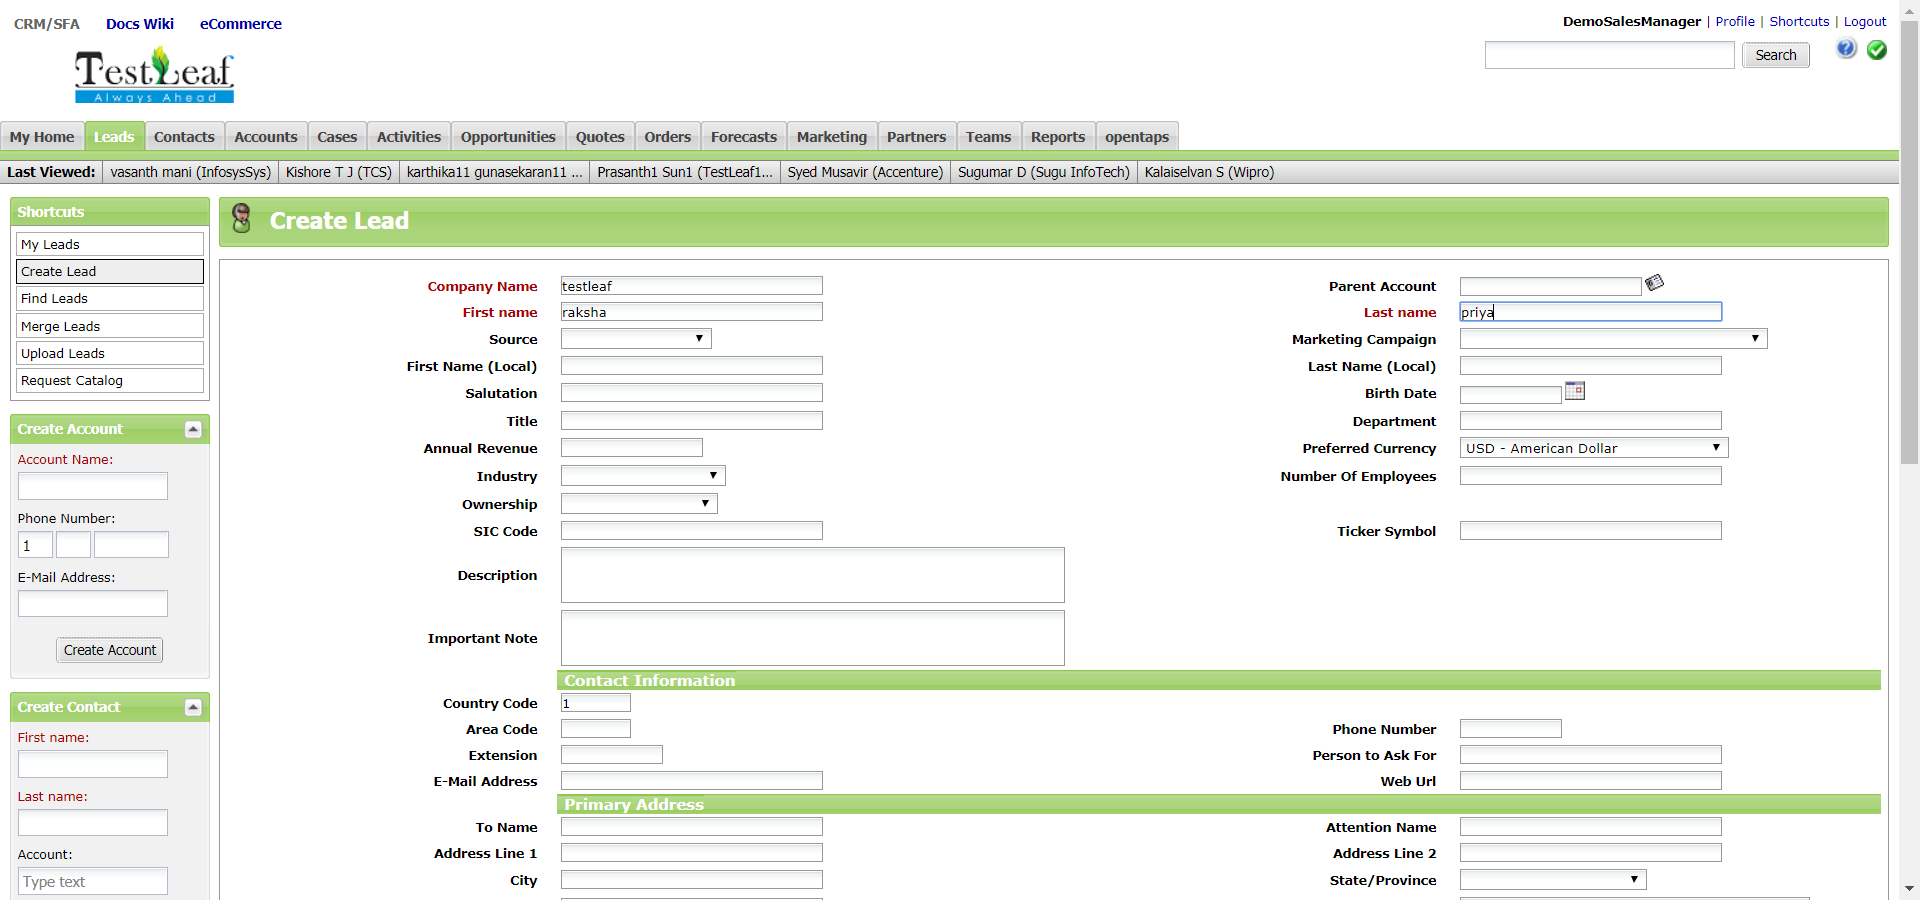 CRM/SFA Docs Wiki eCommerce
DemoSalesManager | Profile | Shortcuts | Logout
TestLeaf
Always Ahead
Search
?
My Home Leads Contacts Accounts Cases Activities Opportunities Quotes Orders Forecasts Marketing Partners Teams Reports opentaps
Last Viewed: vasanth mani (InfosysSys) Kishore T J (TCS) karthika11 gunasekaran11 ... Prasanth1 Sun1 (TestLeaf1... Syed Musavir (Accenture) Sugumar D (Sugu InfoTech) Kalaiselvan S (Wipro)
Shortcuts
My Leads
Create Lead
Find Leads
Merge Leads
Upload Leads
Request Catalog
Create Account
Account Name:
Phone Number:
1
E-Mail Address:
Create Account
Create Contact
First name:
Last name:
Account:
Type text
Create Lead
Company Name testleaf Parent Account
First name raksha Last name priya
Source Marketing Campaign
First Name (Local) Last Name (Local)
Salutation Birth Date
Title Department
Annual Revenue Preferred Currency USD - American Dollar
Industry Number Of Employees
Ownership
SIC Code Ticker Symbol
Description
Important Note
Contact Information
Country Code 1
Area Code Phone Number
Extension Person to Ask For
E-Mail Address Web Url
Primary Address
To Name Attention Name
Address Line 1 Address Line 2
City State/Province